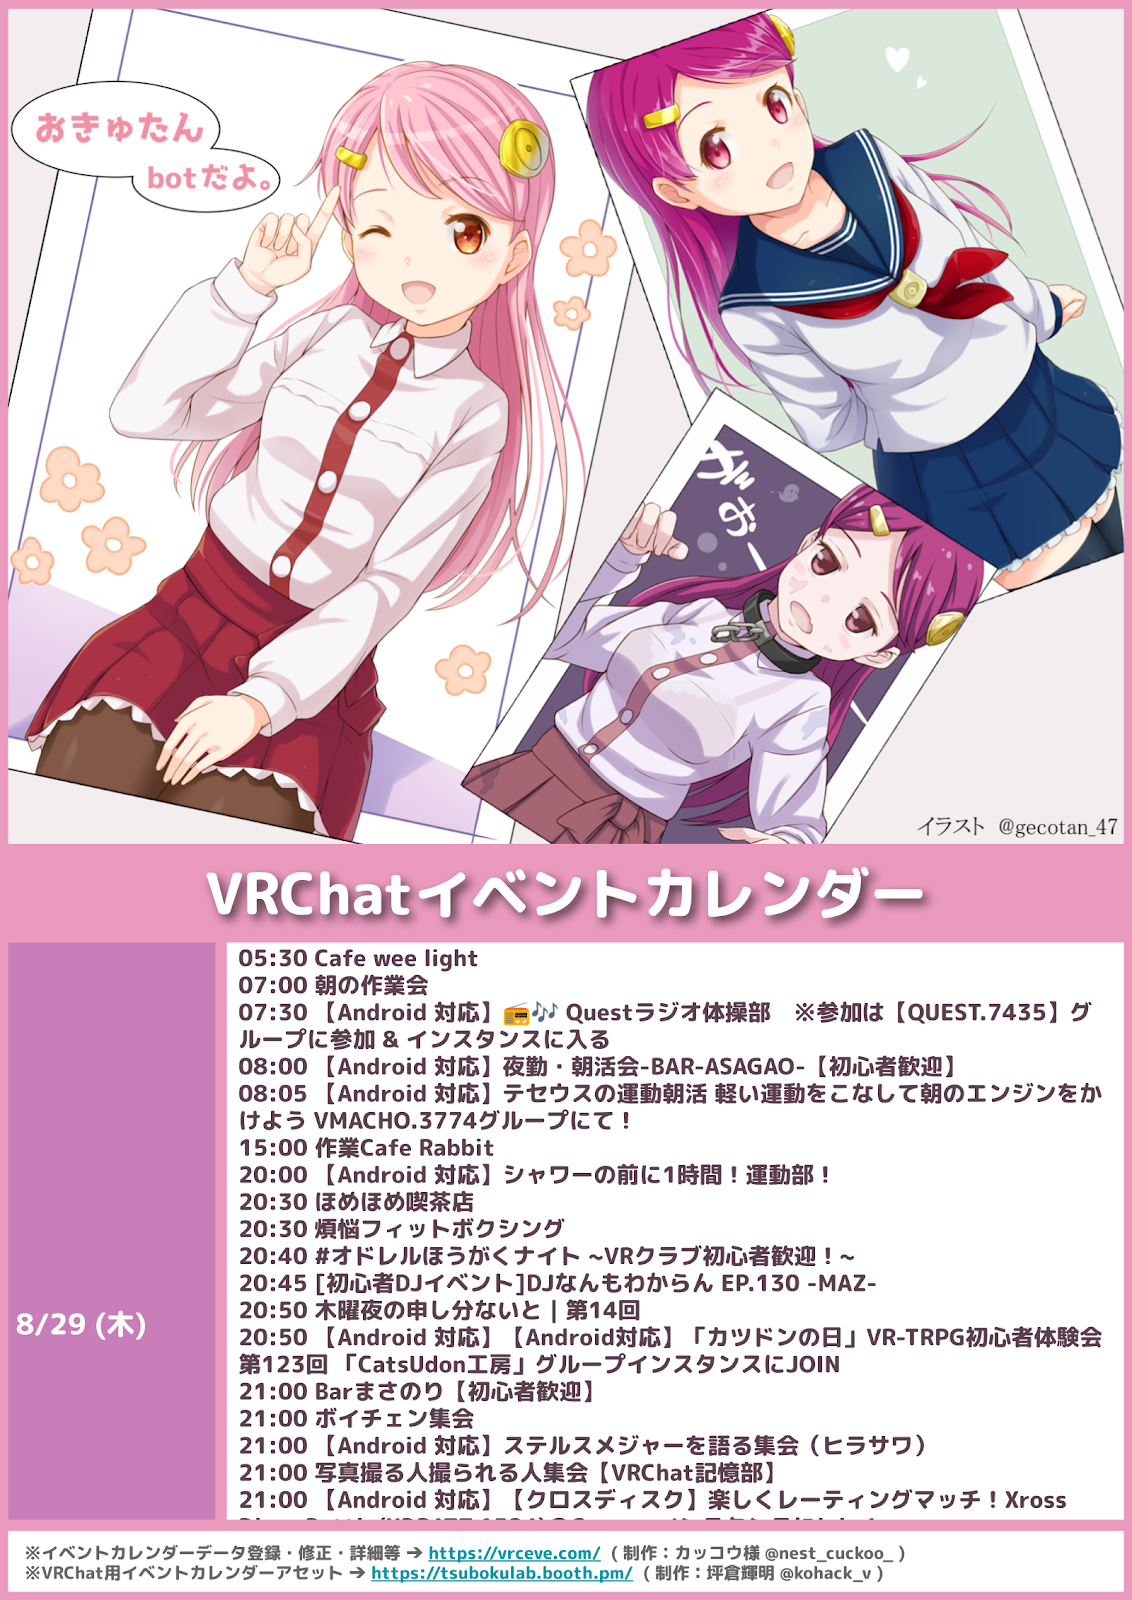 おきゅたん
botだよ。
がおー
イラスト @gecotan_47
VRChatイベントカレンダー
8/29 (木)
05:30 Cafe wee light
07:00 朝の作業会
07:30 【Android 対応】📻🎶 Questラジオ体操部　※参加は【QUEST.7435】グ
ループに参加 & インスタンスに入る
08:00 【Android 対応】夜勤・朝活会-BAR-ASAGAO-【初心者歓迎】
08:05 【Android 対応】テセウスの運動朝活 軽い運動をこなして朝のエンジンをか
けよう VMACHO.3774グループにて！
15:00 作業Cafe Rabbit
20:00 【Android 対応】シャワーの前に1時間！運動部！
20:30 ほめほめ喫茶店
20:30 煩悩フィットボクシング
20:40 #オドレルほうがくナイト ~VRクラブ初心者歓迎！~
20:45 [初心者DJイベント]DJなんもわからん EP.130 -MAZ-
20:50 木曜夜の申し分ないと | 第14回
20:50 【Android 対応】【Android対応】「カツドンの日」VR-TRPG初心者体験会
第123回 「CatsUdon工房」グループインスタンスにJOIN
21:00 Barまさのり【初心者歓迎】
21:00 ボイチェン集会
21:00 【Android 対応】ステルスメジャーを語る集会（ヒラサワ）
21:00 写真撮る人撮られる人集会【VRChat記憶部】
21:00 【Android 対応】【クロスディスク】楽しくレーティングマッチ！Xross
※イベントカレンダーデータ登録・修正・詳細等 ➔ https://vrceve.com/ ( 制作：カッコウ様 @nest_cuckoo_ )
※VRChat用イベントカレンダーアセット ➔ https://tsubokulab.booth.pm/ ( 制作：坪倉輝明 @kohack_v )